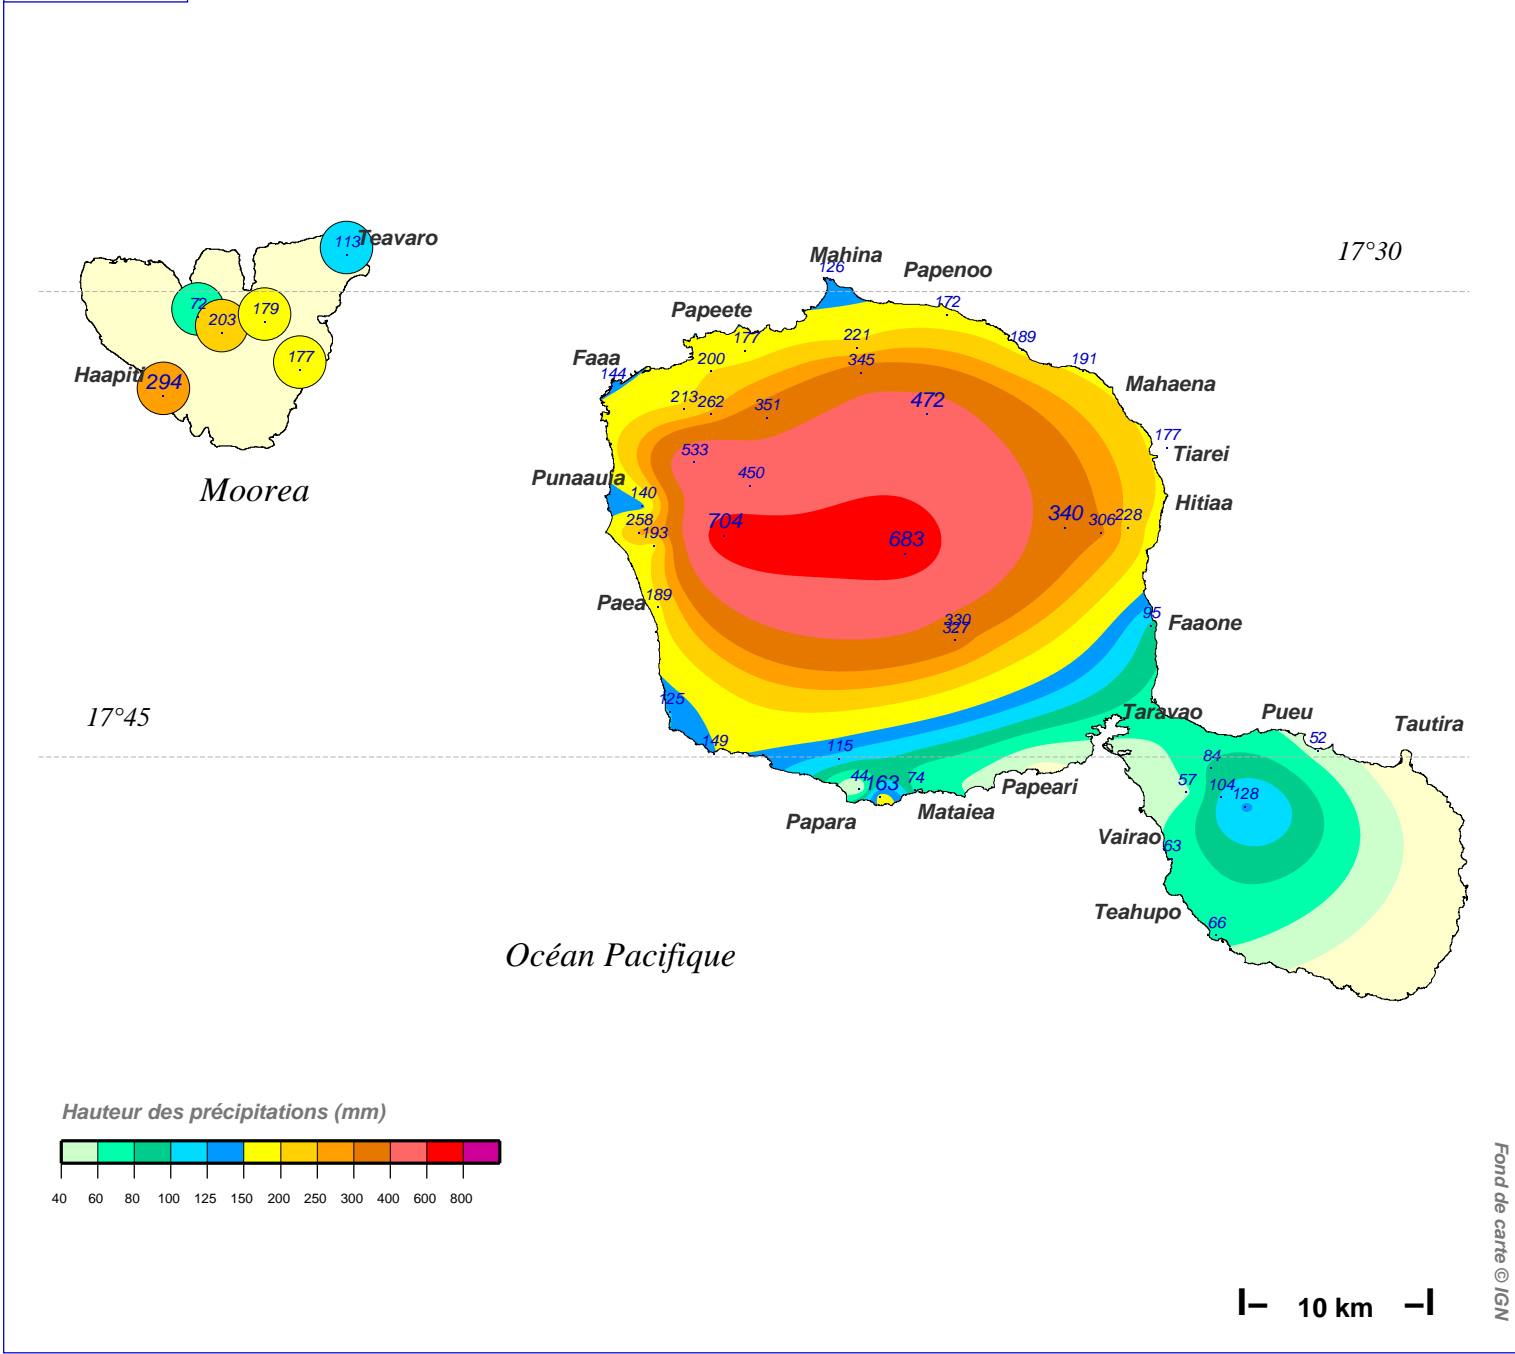 17°30
Teavaro
113
72
203
179
177
Haapiti
294
Moorea
Mahina
126
Papenoo
172
Papeete
177
221
189
345
191
Faaa
144
200
Mahaena
213
262
351
472
177
Tiarei
533
Punaauia
450
140
Hitiaa
258
193
704
683
340
306
228
Paea
189
330
327
95
Faaone
125
149
17°45
115
Taravao
Pueu
52
Tautira
44
163
74
Papeari
Papara
Mataiea
84
57
104
128
Vairao
63
Teahupo
66
Océan Pacifique
Hauteur des précipitations (mm)
40 60 80 100 125 150 200 250 300 400 600 800
10 km
Fond de carte © IGN